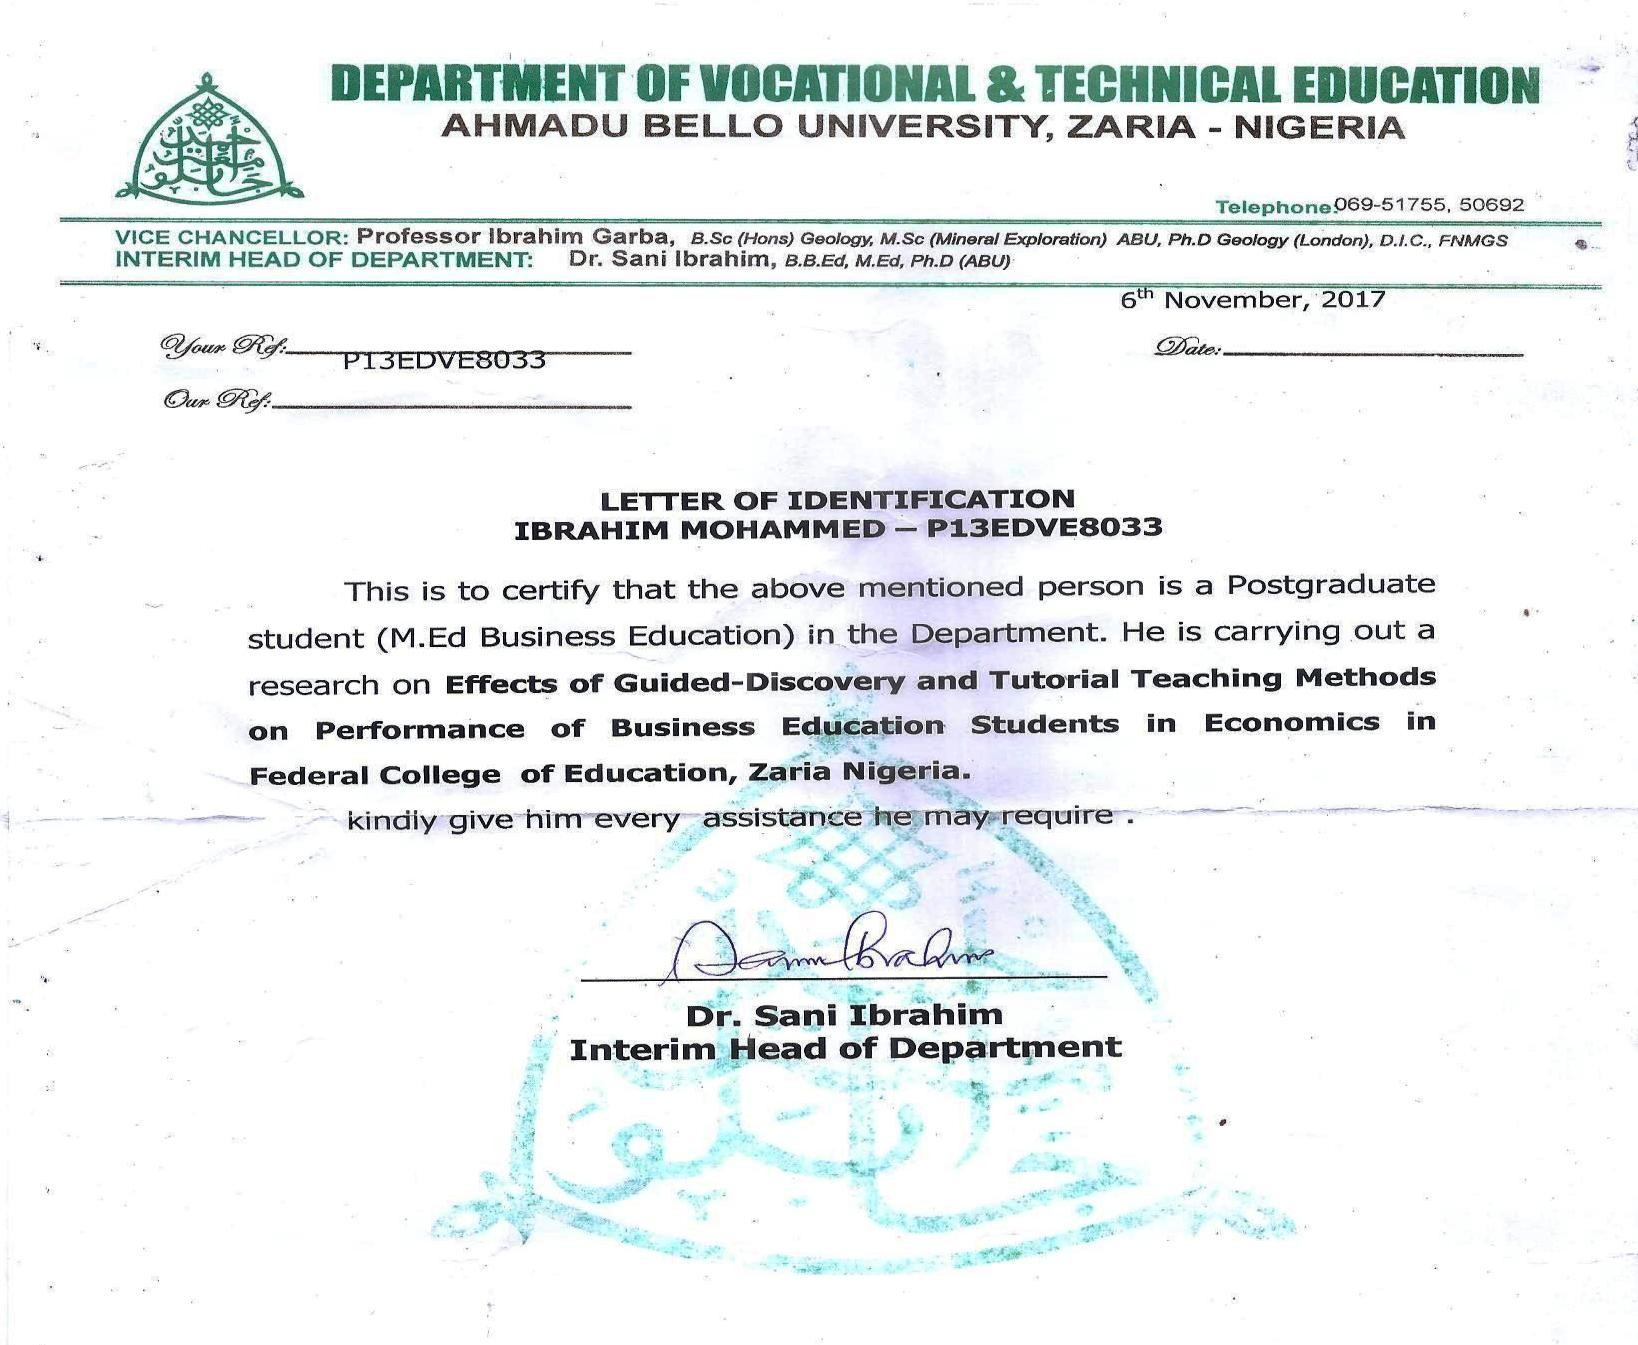 DEPARTMENT OF VOCATIONAL & TECHNICAL EDUCATION
AHMADU BELLO UNIVERSITY, ZARIA - NIGERIA
Telephone:069-51755, 50692
VICE CHANCELLOR: Professor Ibrahim Garba, B.Sc (Hons) Geology, M.Sc (Mineral Exploration) ABU, Ph.D Geology (London), D.I.C., FNMGS
INTERIM HEAD OF DEPARTMENT: Dr. Sani Ibrahim, B.B.Ed, M.Ed, Ph.D (ABU)
6th November, 2017
Your Ref: P13EDVE8033
Date:
Our Ref:
LETTER OF IDENTIFICATION
IBRAHIM MOHAMMED – P13EDVE8033
This is to certify that the above mentioned person is a Postgraduate
student (M.Ed Business Education) in the Department. He is carrying out a
research on Effects of Guided-Discovery and Tutorial Teaching Methods
on Performance of Business Education Students in Economics in
Federal College of Education, Zaria Nigeria.
kindly give him every assistance he may require .
Dr. Sani Ibrahim
Interim Head of Department